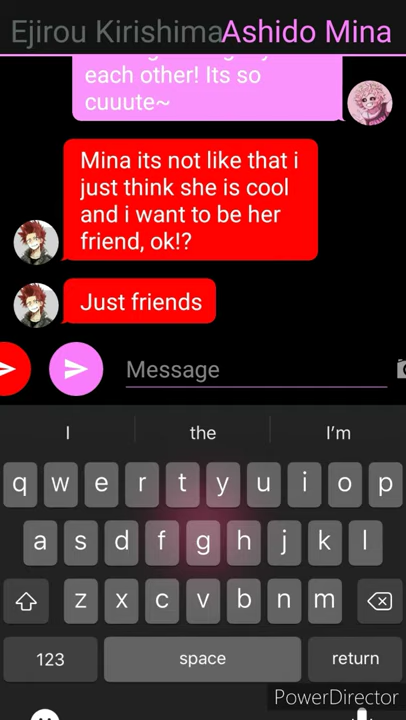 Ejirou Kirishima Ashido Mina
each other! Its so
cuuute~
Mina its not like that i
just think she is cool
and i want to be her
friend, ok!?
Just friends
Message
I the I'm
q w e r t y u i o p
a s d f g h j k l
z x c v b n m
123 space return
PowerDirector